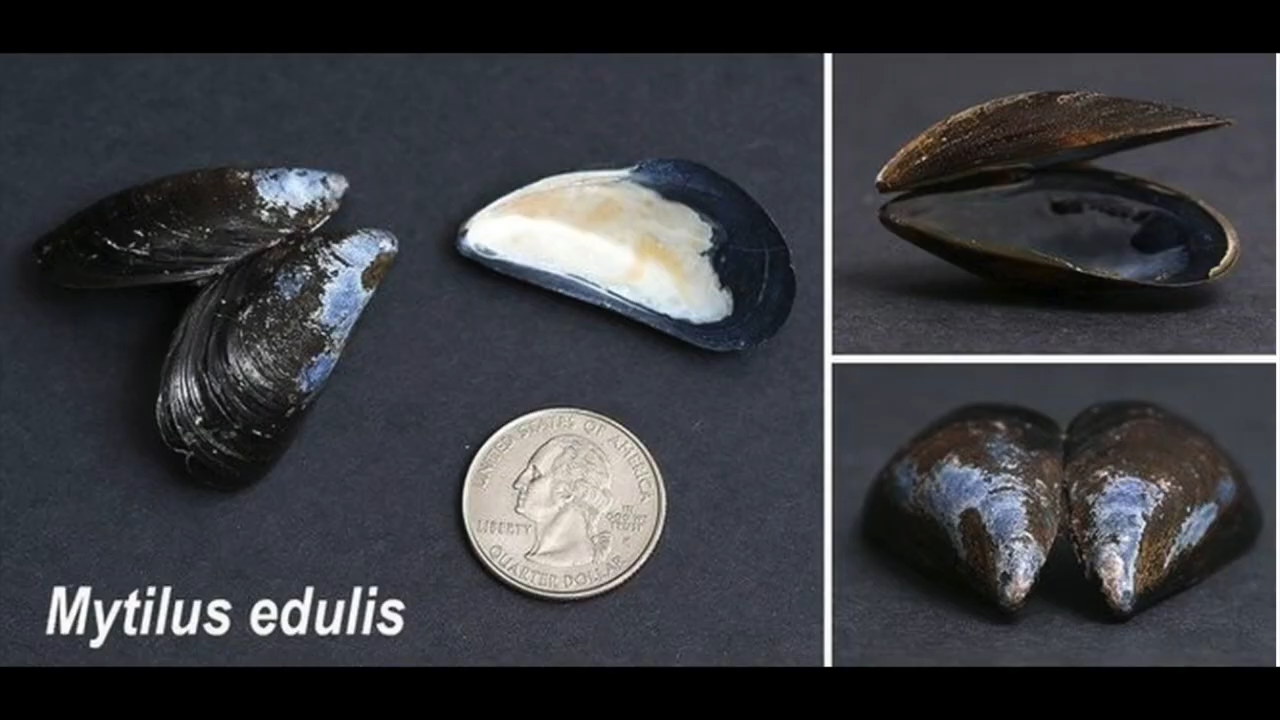 UNITED STATES OF AMERICA
LIBERTY
IN
GOD WE
TRUST
QUARTER DOLLAR
Mytilus edulis